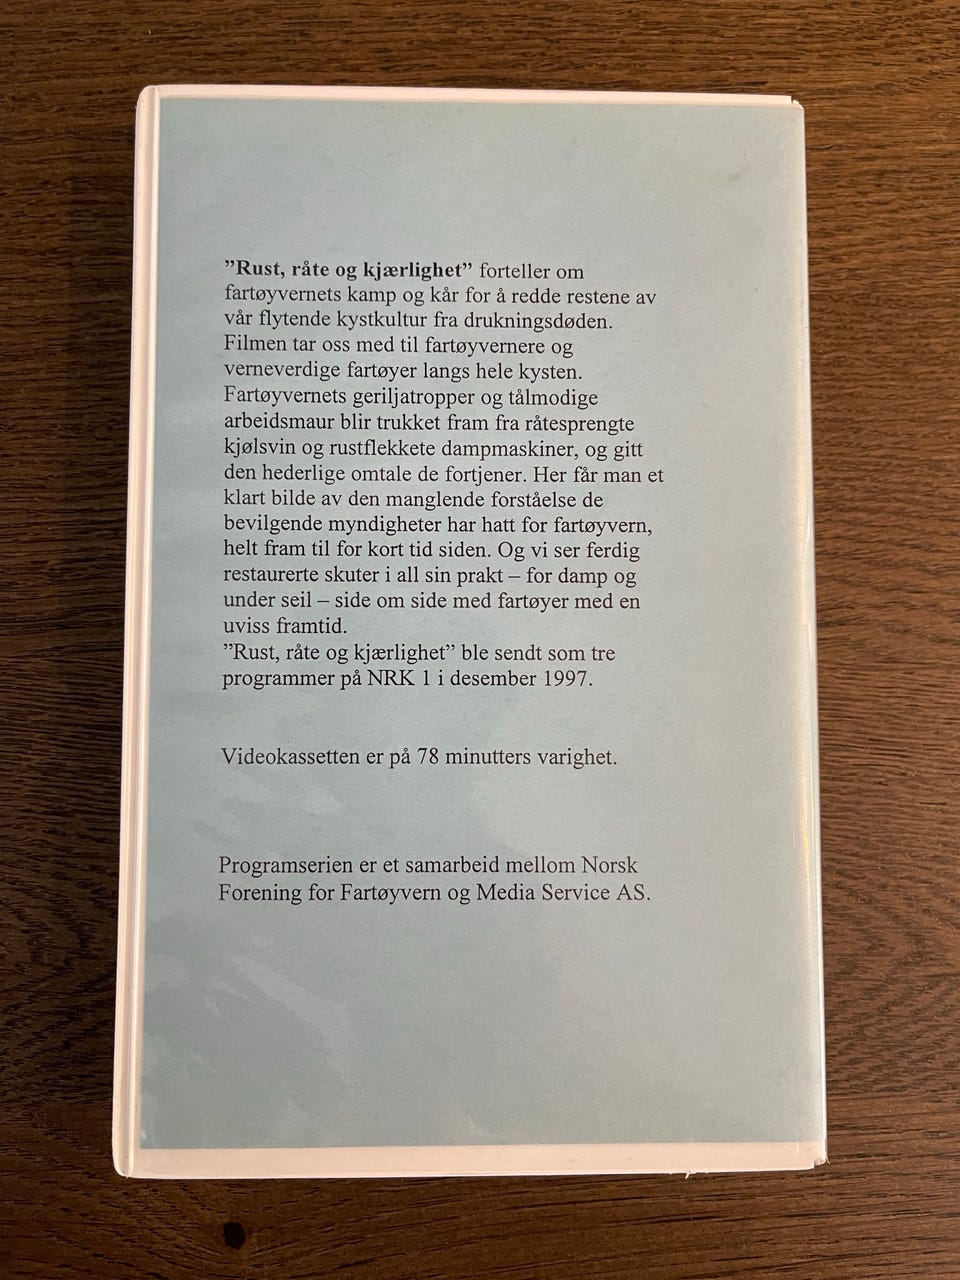 ”Rust, råte og kjærlighet” forteller om
fartøyvernets kamp og kår for å redde restene av
vår flytende kystkultur fra drukningsdøden.
Filmen tar oss med til fartøyvernere og
verneverdige fartøyer langs hele kysten.
Fartøyvernets geriljatropper og tålmodige
arbeidsmaur blir trukket fram fra råtesprengte
kjølsvin og rustflekkete dampmaskiner, og gitt
den hederlige omtale de fortjener. Her får man et
klart bilde av den manglende forståelse de
bevilgende myndigheter har hatt for fartøyvern,
helt fram til for kort tid siden. Og vi ser ferdig
restaurerte skuter i all sin prakt – for damp og
under seil – side om side med fartøyer med en
uviss framtid.
”Rust, råte og kjærlighet” ble sendt som tre
programmer på NRK 1 i desember 1997.
Videokassetten er på 78 minutters varighet.
Programserien er et samarbeid mellom Norsk
Forening for Fartøyvern og Media Service AS.